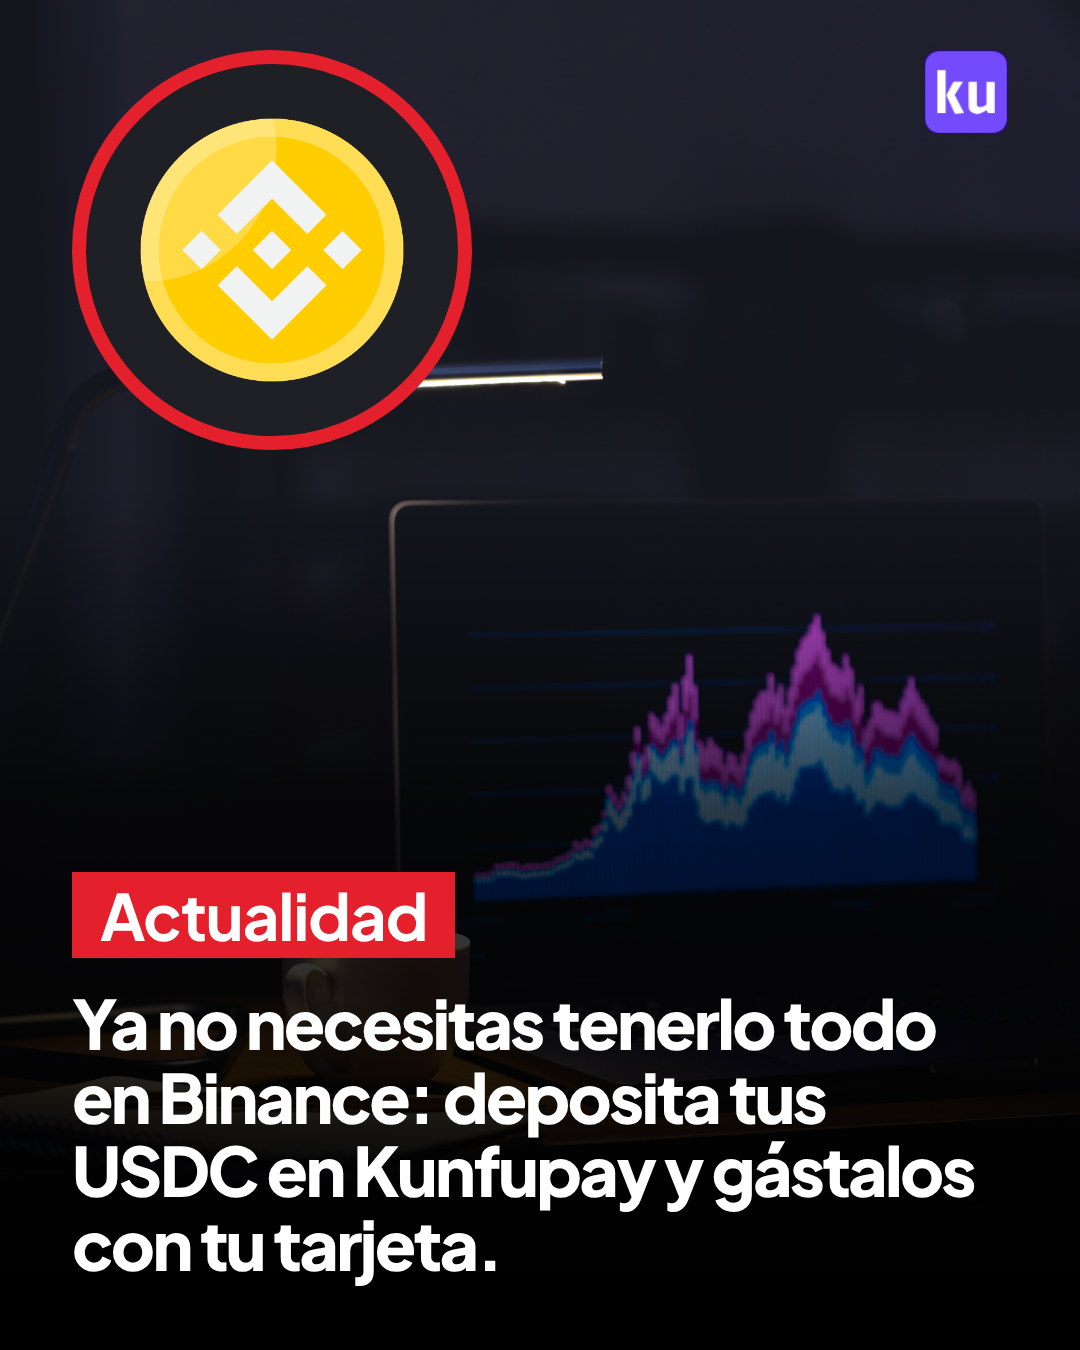 ku
Actualidad
Ya no necesitas tenerlo todo
en Binance: deposita tus
USDC en Kunfupay y gástalos
con tu tarjeta.